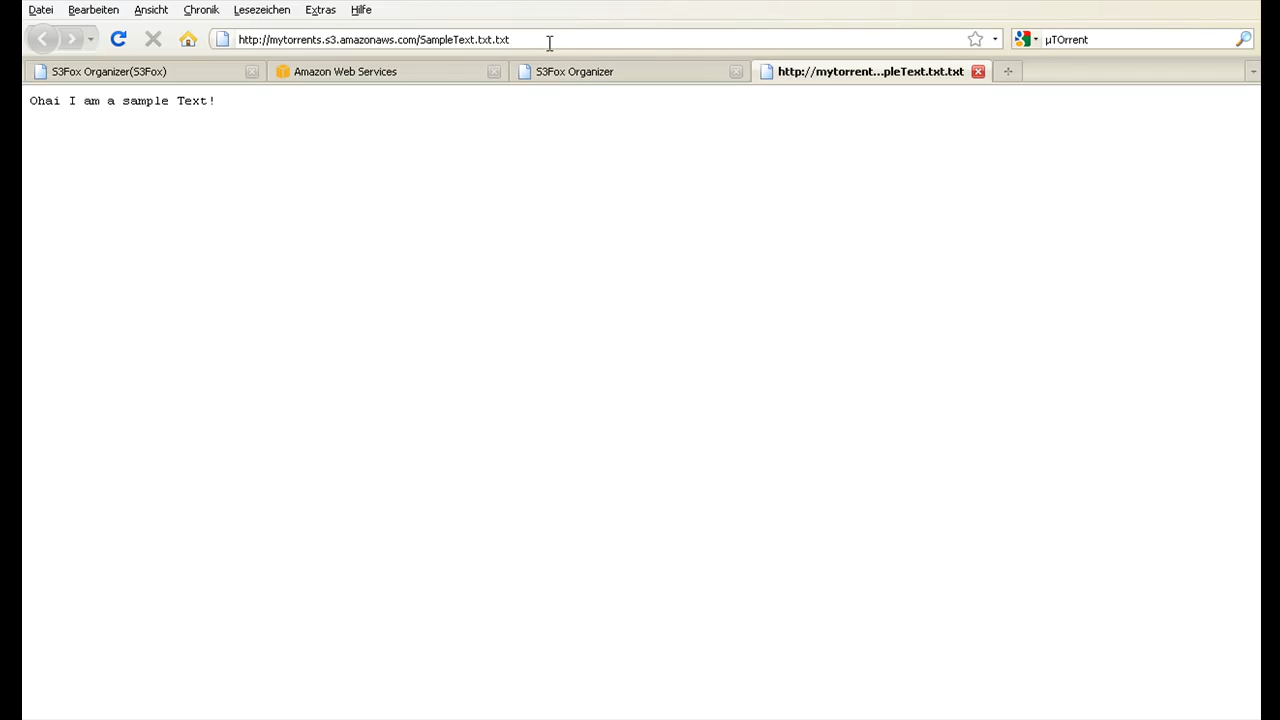 Datei Bearbeiten Ansicht Chronik Lesezeichen Extras Hilfe
http://mytorrents.s3.amazonaws.com/SampleText.txt.txt µTOrrent
S3Fox Organizer(S3Fox) Amazon Web Services S3Fox Organizer http://mytorrent...pleText.txt.txt
Ohai I am a sample Text!